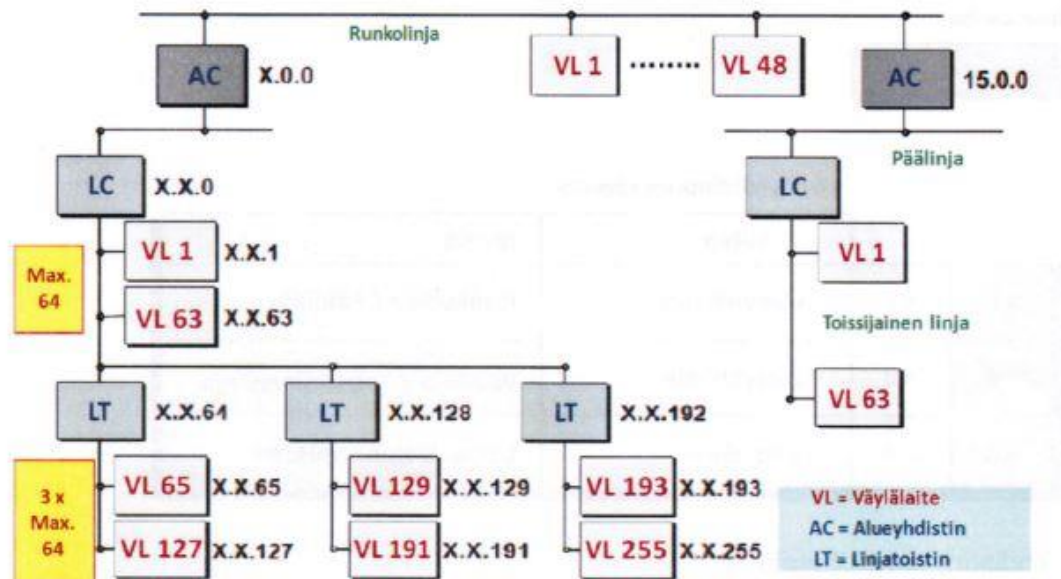 Runkolinja
AC X.0.0
VL 1 ········ VL 48
AC 15.0.0
Päälinja
LC X.X.0
LC
VL 1 X.X.1
VL 1
Max.
64
VL 63 X.X.63
Toissijainen linja
VL 63
LT X.X.64
LT X.X.128
LT X.X.192
3 x
Max.
64
VL 65 X.X.65
VL 129 X.X.129
VL 193 X.X.193
VL 127 X.X.127
VL 191 X.X.191
VL 255 X.X.255
VL = Väylälaite
AC = Alueyhdistin
LT = Linjatoistin